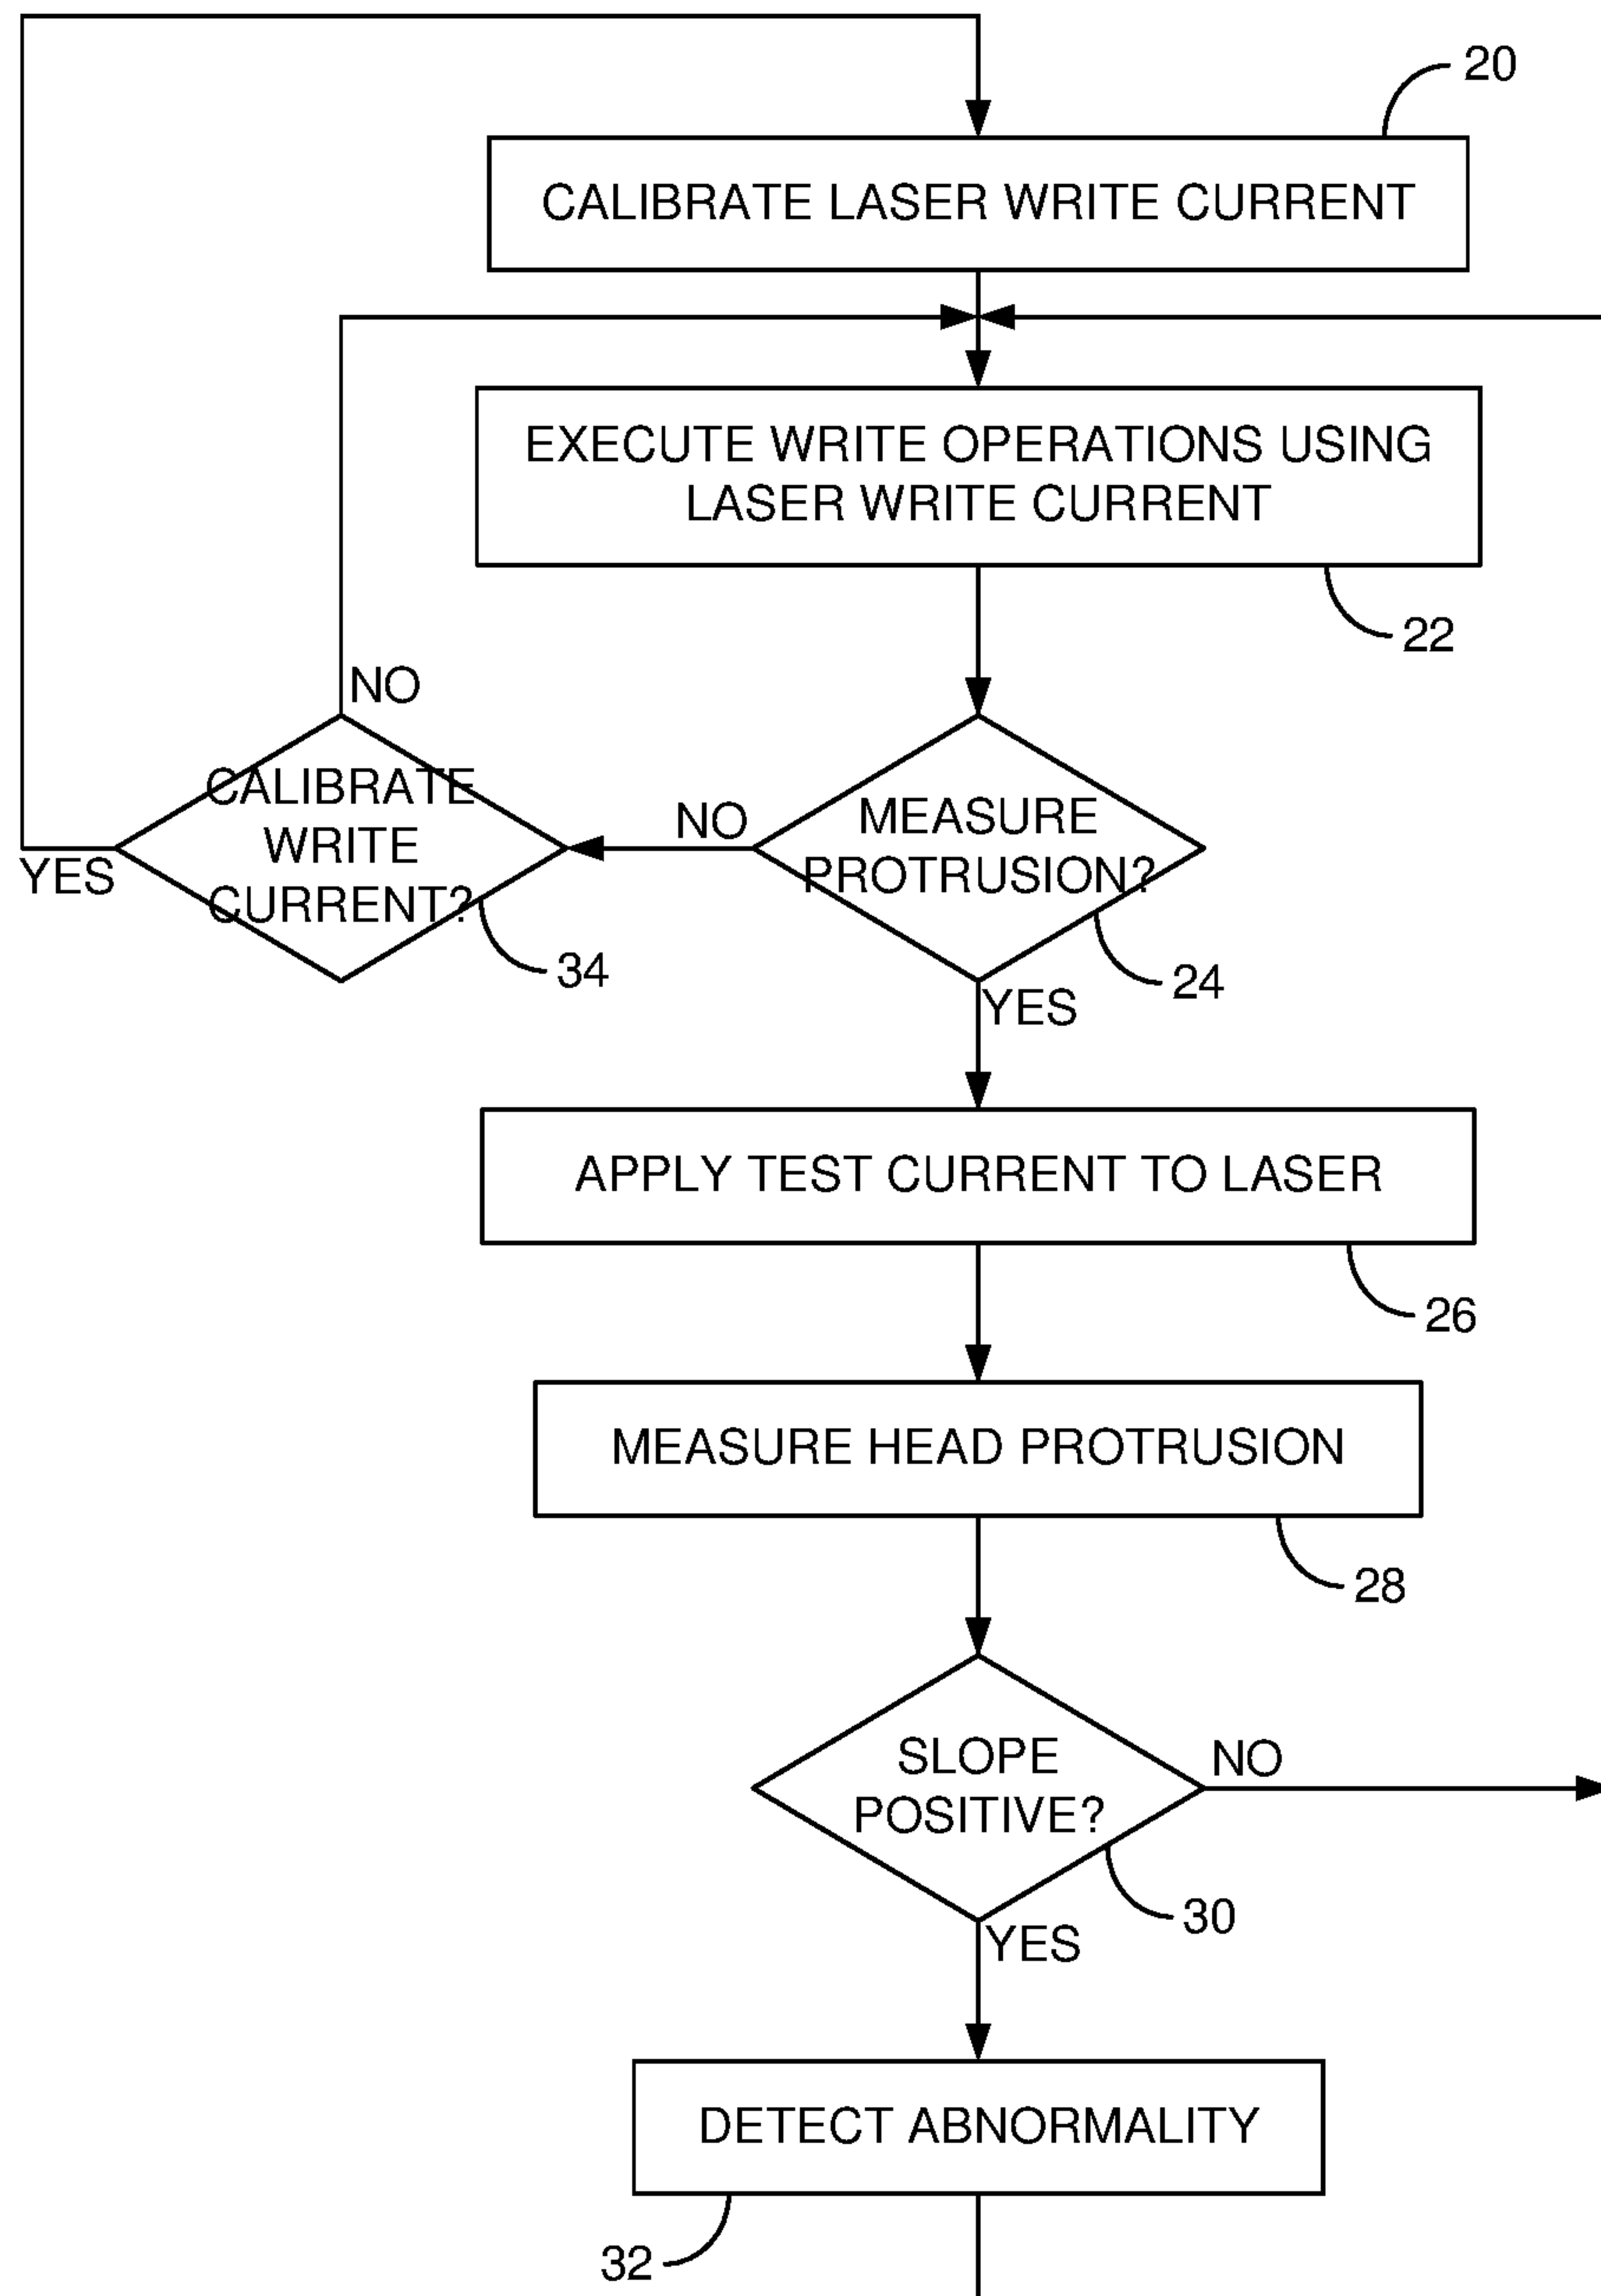 20
CALIBRATE LASER WRITE CURRENT
EXECUTE WRITE OPERATIONS USING
LASER WRITE CURRENT
22
NO
CALIBRATE
WRITE
CURRENT?
YES
34
NO
MEASURE
PROTRUSION?
24
YES
APPLY TEST CURRENT TO LASER
26
MEASURE HEAD PROTRUSION
28
SLOPE
POSITIVE?
NO
30
YES
DETECT ABNORMALITY
32